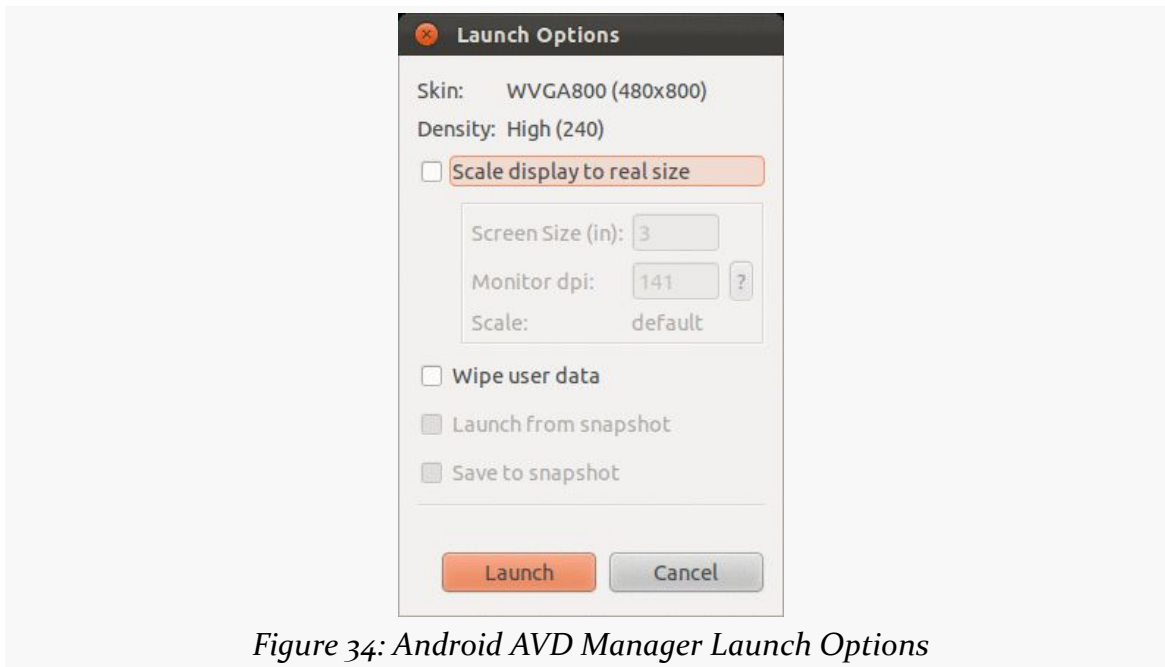 Launch Options
Skin: WVGA800 (480x800)
Density: High (240)
Scale display to real size
Screen Size (in): 3
Monitor dpi: 141 ?
Scale: default
Wipe user data
Launch from snapshot
Save to snapshot
Launch Cancel
Figure 34: Android AVD Manager Launch Options